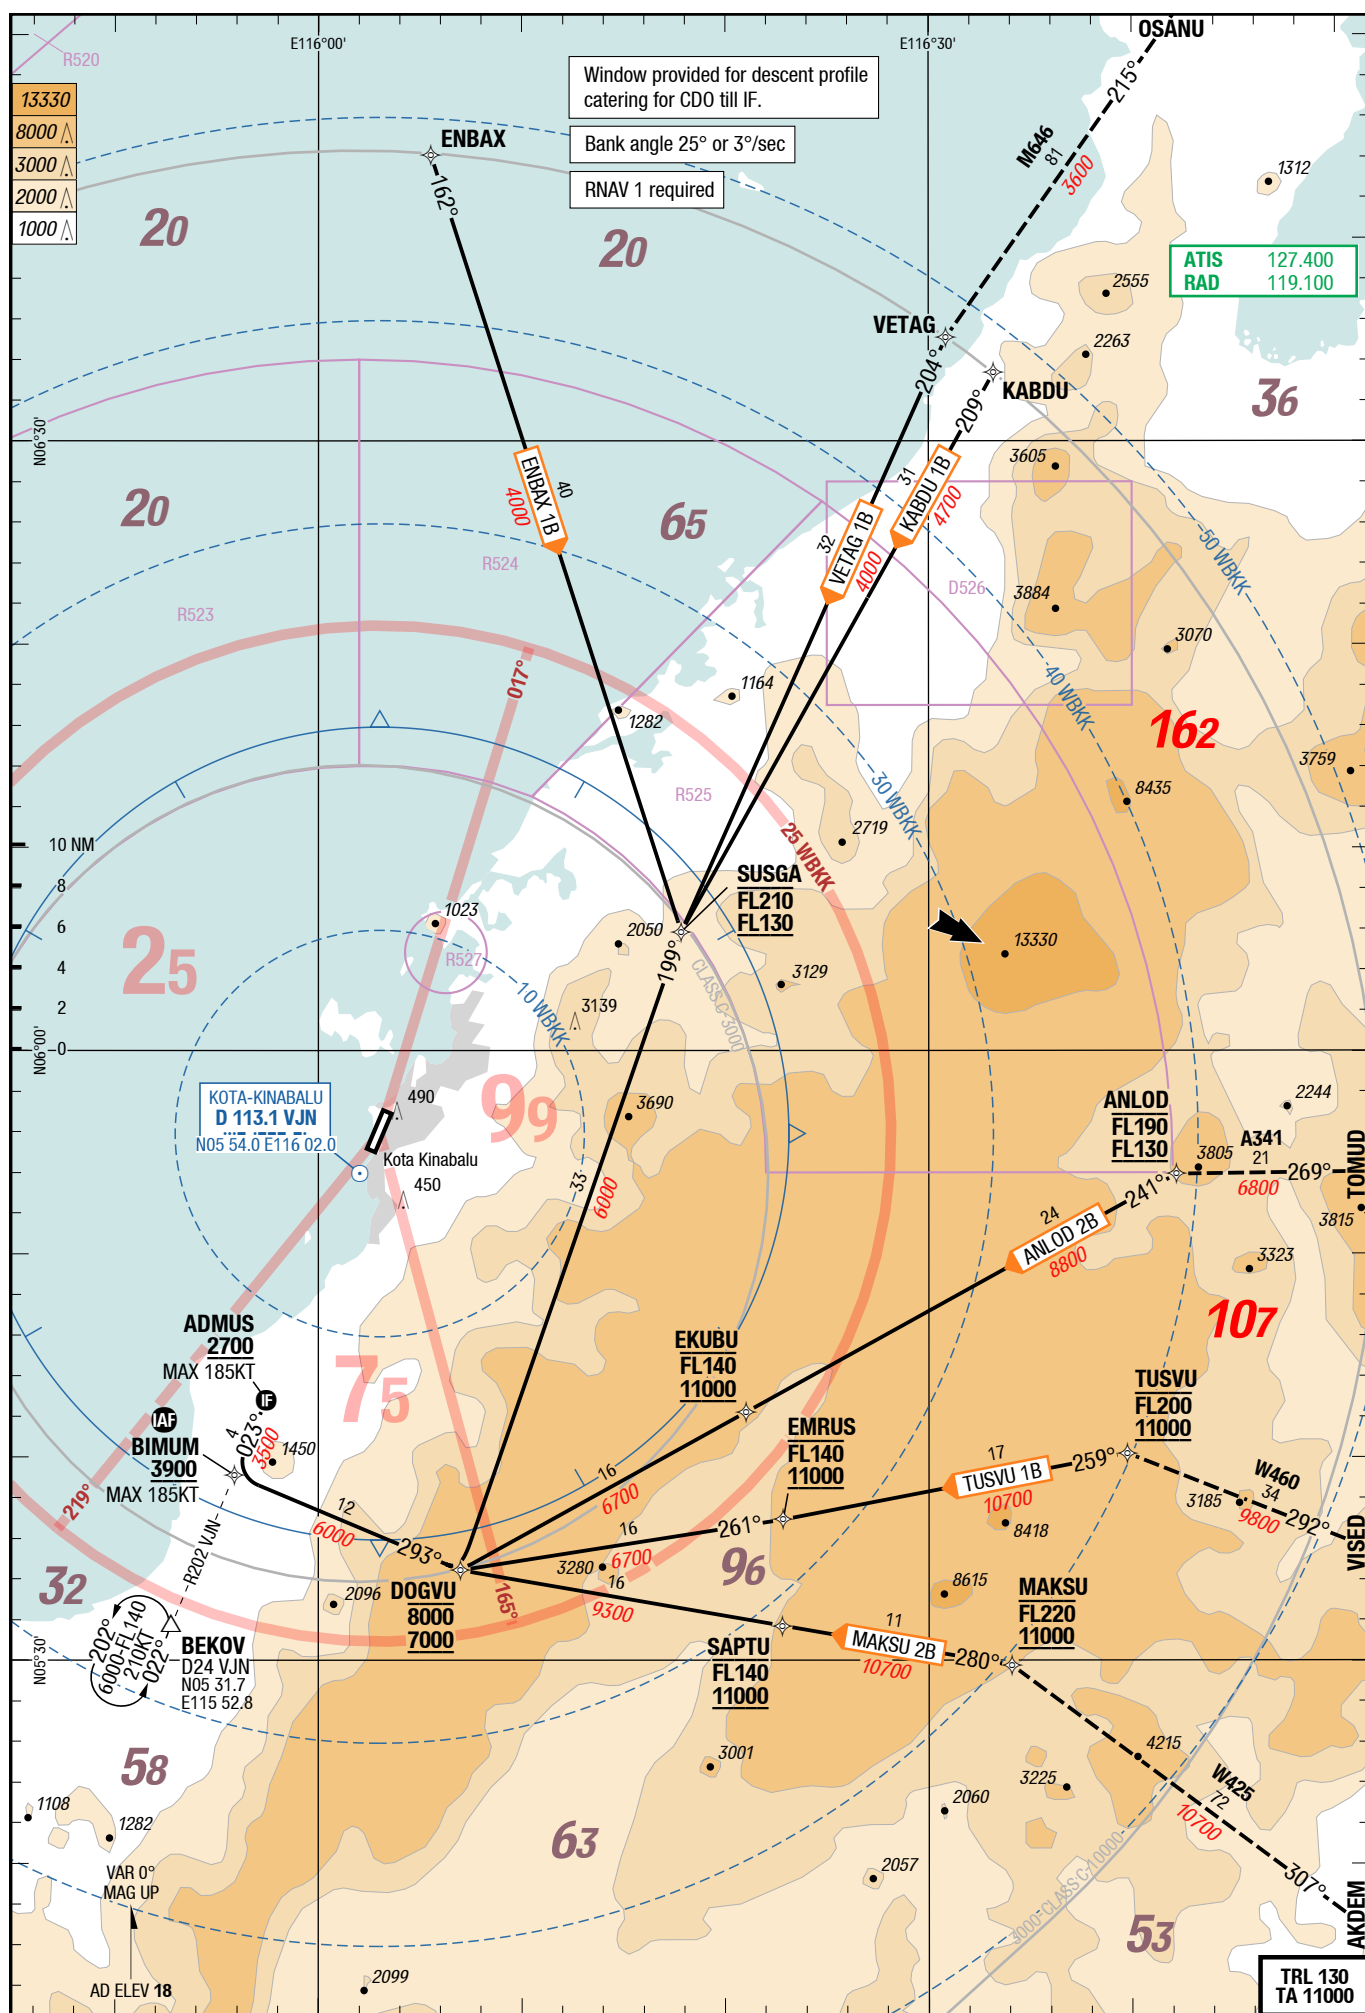 E116°00'
E116°30'
OSANU
R520
13330
8000
3000
2000
1000
Window provided for descent profile
catering for CDO till IF.
Bank angle 25° or 3°/sec
RNAV 1 required
ENBAX
162°
215°
M646
81
3600
1312
20
20
ATIS 127.400
RAD 119.100
2555
2263
VETAG
204°
KABDU
209°
36
N06°30'
ENBAX 1B
40
4000
31
KABDU 1B
4700
3605
20
65
32
VETAG 1B
4000
50 WBKK
R524
R523
D526
3884
3070
017°
1164
1282
40 WBKK
162
3759
R525
8435
30 WBKK
2719
25 WBKK
10 NM
8
6
4
2
0
SUSGA
FL210
FL130
1023
2050
199°
13330
25
R527
3129
CLASS C-3000
10 WBKK
3139
N06°00'
KOTA-KINABALU
D 113.1 VJN
N05 54.0 E116 02.0
490
99
3690
ANLOD
FL190
FL130
2244
3805
A341
21
6800
269°
TOMUD
Kota Kinabalu
450
33
6000
241°
24
ANLOD 2B
8800
3815
3323
ADMUS
2700
MAX 185KT
IF
EKUBU
FL140
11000
107
75
TUSVU
FL200
11000
IAF
BIMUM
3900
MAX 185KT
4
023°
3500
1450
EMRUS
FL140
11000
17
TUSVU 1B
259°
10700
W460
34
9800
292°
VISED
3185
219°
12
6000
293°
16
6700
16
261°
6700
8418
R202 VJN
3280
16
9300
96
8615
32
2096
DOGVU
8000
7000
165°
MAKSU
FL220
11000
202°
6000-FL140
210KT
022°
BEKOV
D24 VJN
N05 31.7
E115 52.8
N05°30'
SAPTU
FL140
11000
11
MAKSU 2B
10700
280°
58
3001
4215
3225
W425
72
10700
307°
AKDEM
1108
1282
2060
63
2057
VAR 0°
MAG UP
3000-CLASS C-10000
53
AD ELEV 18
2099
TRL 130
TA 11000